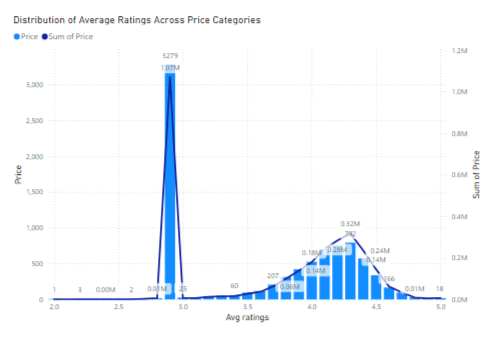 Distribution of Average Ratings Across Price Categories
Price Sum of Price
3279
1.07M
1.2M
3,000
1.0M
2,500
0.8M
2,000
0.6M
1,500
0.4M
1,000
0.32M
792
0.18M
0.28M
0.24M
0.14M
0.14M
0.2M
500
207
0.06M
166
60
1
3
0.00M
2
0.01M
23
0.01M
18
0
0.0M
2.0
2.5
3.0
3.5
4.0
4.5
5.0
Price
Sum of Price
Avg ratings